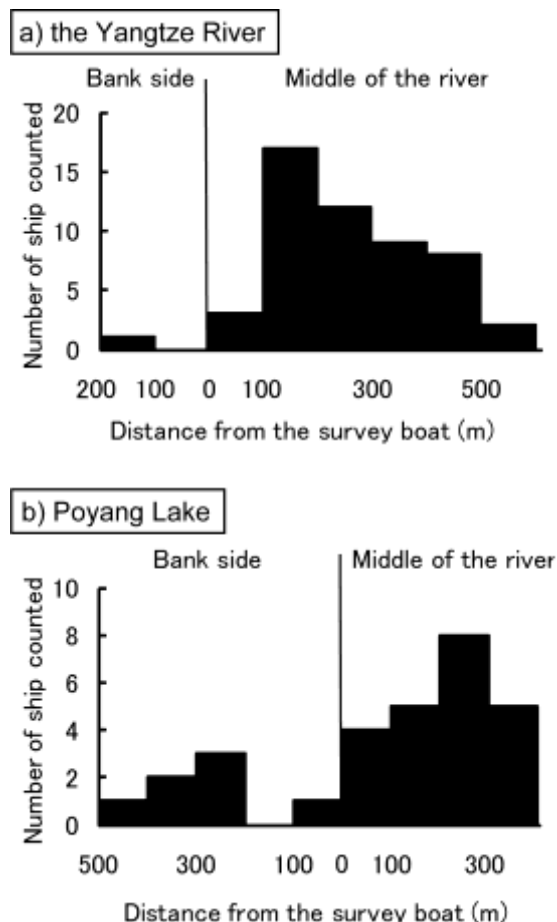 a) the Yangtze River
Bank side Middle of the river
Number of ship counted
20
15
10
5
0
200 100 0 100 300 500
Distance from the survey boat (m)
b) Poyang Lake
Bank side Middle of the river
Number of ship counted
10
8
6
4
2
0
500 300 100 0 100 300
Distance from the survey boat (m)